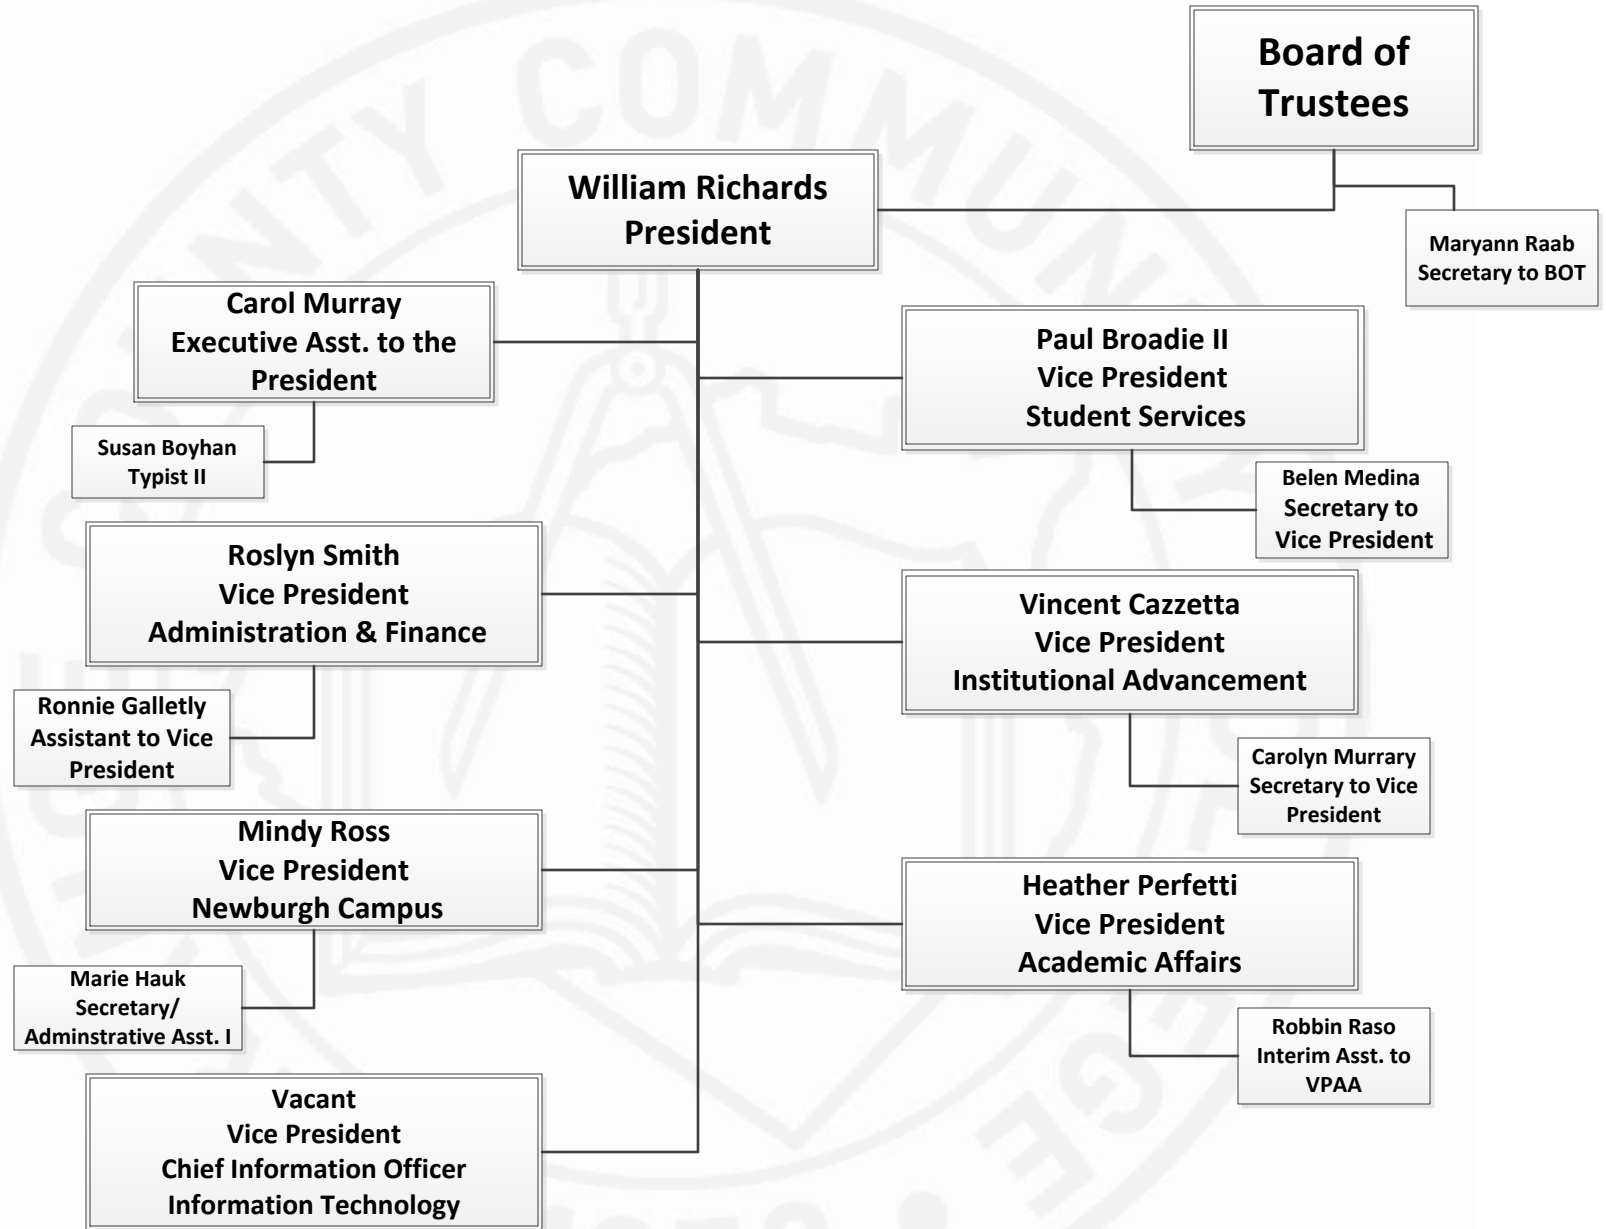 Board of
Trustees
William Richards
President
Maryann Raab
Secretary to BOT
Carol Murray
Executive Asst. to the
President
Susan Boyhan
Typist II
Paul Broadie II
Vice President
Student Services
Belen Medina
Secretary to
Vice President
Roslyn Smith
Vice President
Administration & Finance
Ronnie Galletly
Assistant to Vice
President
Vincent Cazzetta
Vice President
Institutional Advancement
Carolyn Murrary
Secretary to Vice
President
Mindy Ross
Vice President
Newburgh Campus
Marie Hauk
Secretary/
Adminstrative Asst. I
Heather Perfetti
Vice President
Academic Affairs
Robbin Raso
Interim Asst. to
VPAA
Vacant
Vice President
Chief Information Officer
Information Technology
COUNTY COMMUNITY